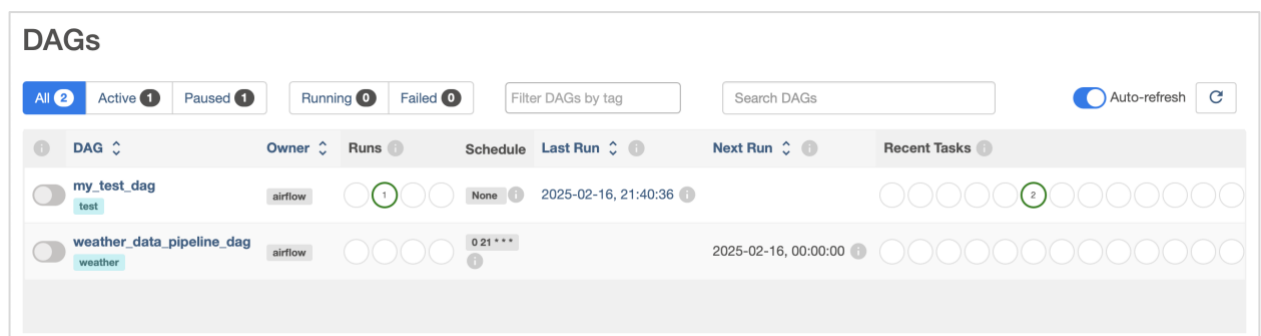 DAGs
All 2 Active 1 Paused 1 Running 0 Failed 0 Filter DAGs by tag Search DAGs Auto-refresh
i DAG Owner Runs i Schedule Last Run i Next Run i Recent Tasks i
my_test_dag airflow 1 None i 2025-02-16, 21:40:36 i 2
test
weather_data_pipeline_dag airflow 0 21 * * * i 2025-02-16, 00:00:00 i
weather